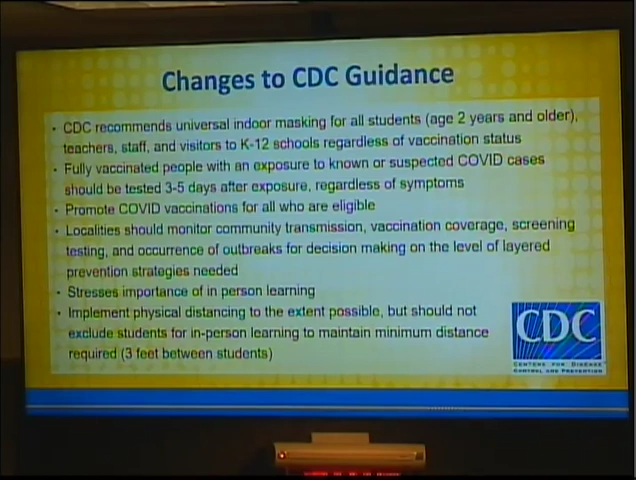 Changes to CDC Guidance
• CDC recommends universal indoor masking for all students (age 2 years and older),
teachers, staff, and visitors to K-12 schools regardless of vaccination status
• Fully vaccinated people with an exposure to known or suspected COVID cases
should be tested 3-5 days after exposure, regardless of symptoms
• Promote COVID vaccinations for all who are eligible
• Localities should monitor community transmission, vaccination coverage, screening
testing, and occurrence of outbreaks for decision making on the level of layered
prevention strategies needed
• Stresses importance of in person learning
• Implement physical distancing to the extent possible, but should not
exclude students for in-person learning to maintain minimum distance
required (3 feet between students)
CDC
CENTERS FOR DISEASE
CONTROL AND PREVENTION